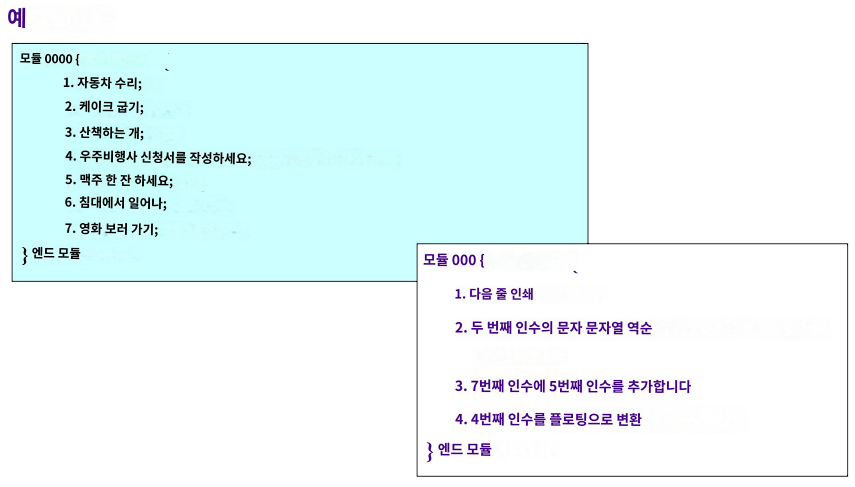 예
모듈 0000 {
1. 자동차 수리;
2. 케이크 굽기;
3. 산책하는 개;
4. 우주비행사 신청서를 작성하세요;
5. 맥주 한 잔 하세요;
6. 침대에서 일어나;
7. 영화 보러 가기;
} 엔드 모듈
모듈 000 {
1. 다음 줄 인쇄
2. 두 번째 인수의 문자 문자열 역순
3. 7번째 인수에 5번째 인수를 추가합니다
4. 4번째 인수를 플로팅으로 변환
} 엔드 모듈